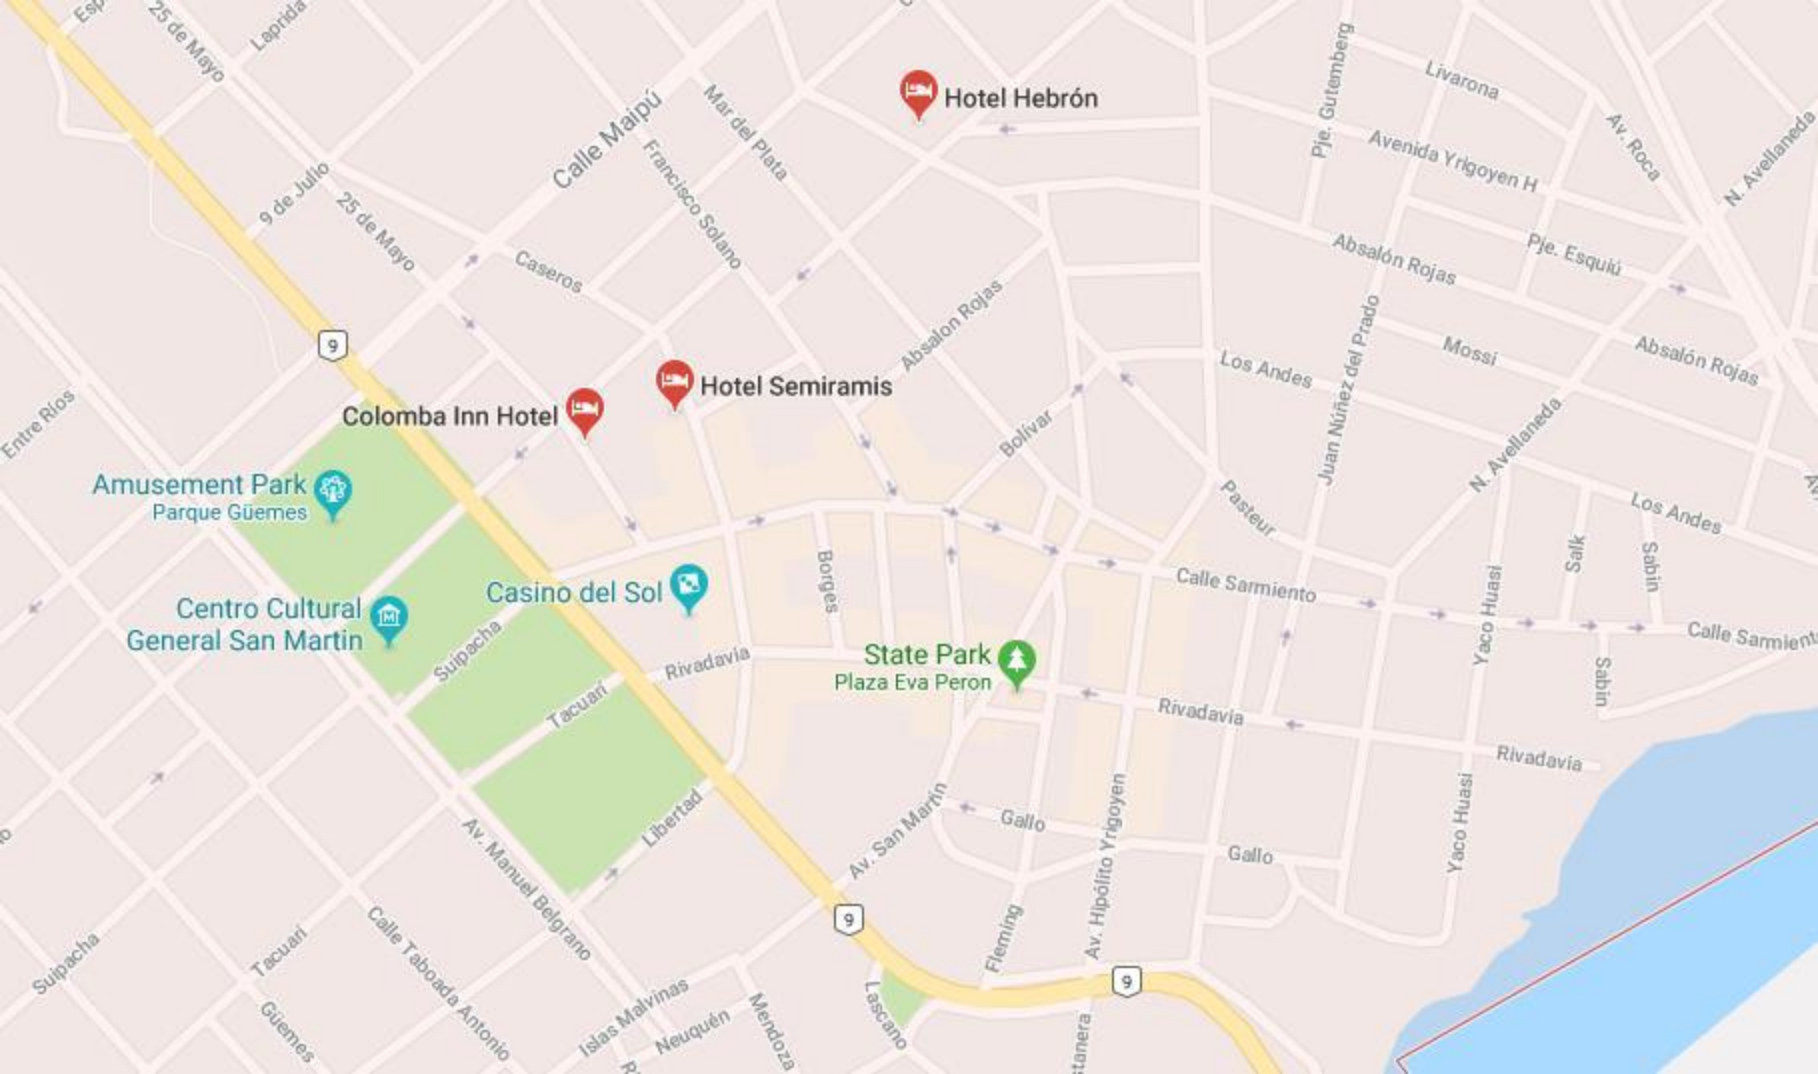 25 de Mayo
Laprida
Hotel Hebrón
Livarona
Pje. Gutemberg
Av. Roca
N. Avellaneda
Calle Maipú
Mar del Plata
Avenida Yrigoyen H
Francisco Solano
9 de Julio
25 de Mayo
Caseros
Absalón Rojas
Pje. Esquiú
Absalon Rojas
9
Los Andes
Mossi
Absalón Rojas
Juan Núñez del Prado
Hotel Semiramis
Colomba Inn Hotel
Entre Ríos
Bolívar
N. Avellaneda
Amusement Park
Parque Güemes
Pasteur
Los Andes
Salk
Sabin
Borges
Casino del Sol
Calle Sarmiento
Centro Cultural
General San Martin
Yaco Huasi
Calle Sarmient
Suipacha
Rivadavia
State Park
Plaza Eva Peron
Sabin
Tacuarí
Rivadavia
Rivadavia
Libertad
Gallo
Gallo
Av. San Martín
Av. Hipólito Yrigoyen
Yaco Huasi
Av. Manuel Belgrano
9
Suipacha
Tacuarí
Calle Taboada Antonio
Fleming
9
Güemes
Islas Malvinas
Neuquén
Mendoza
Lascano
stanera